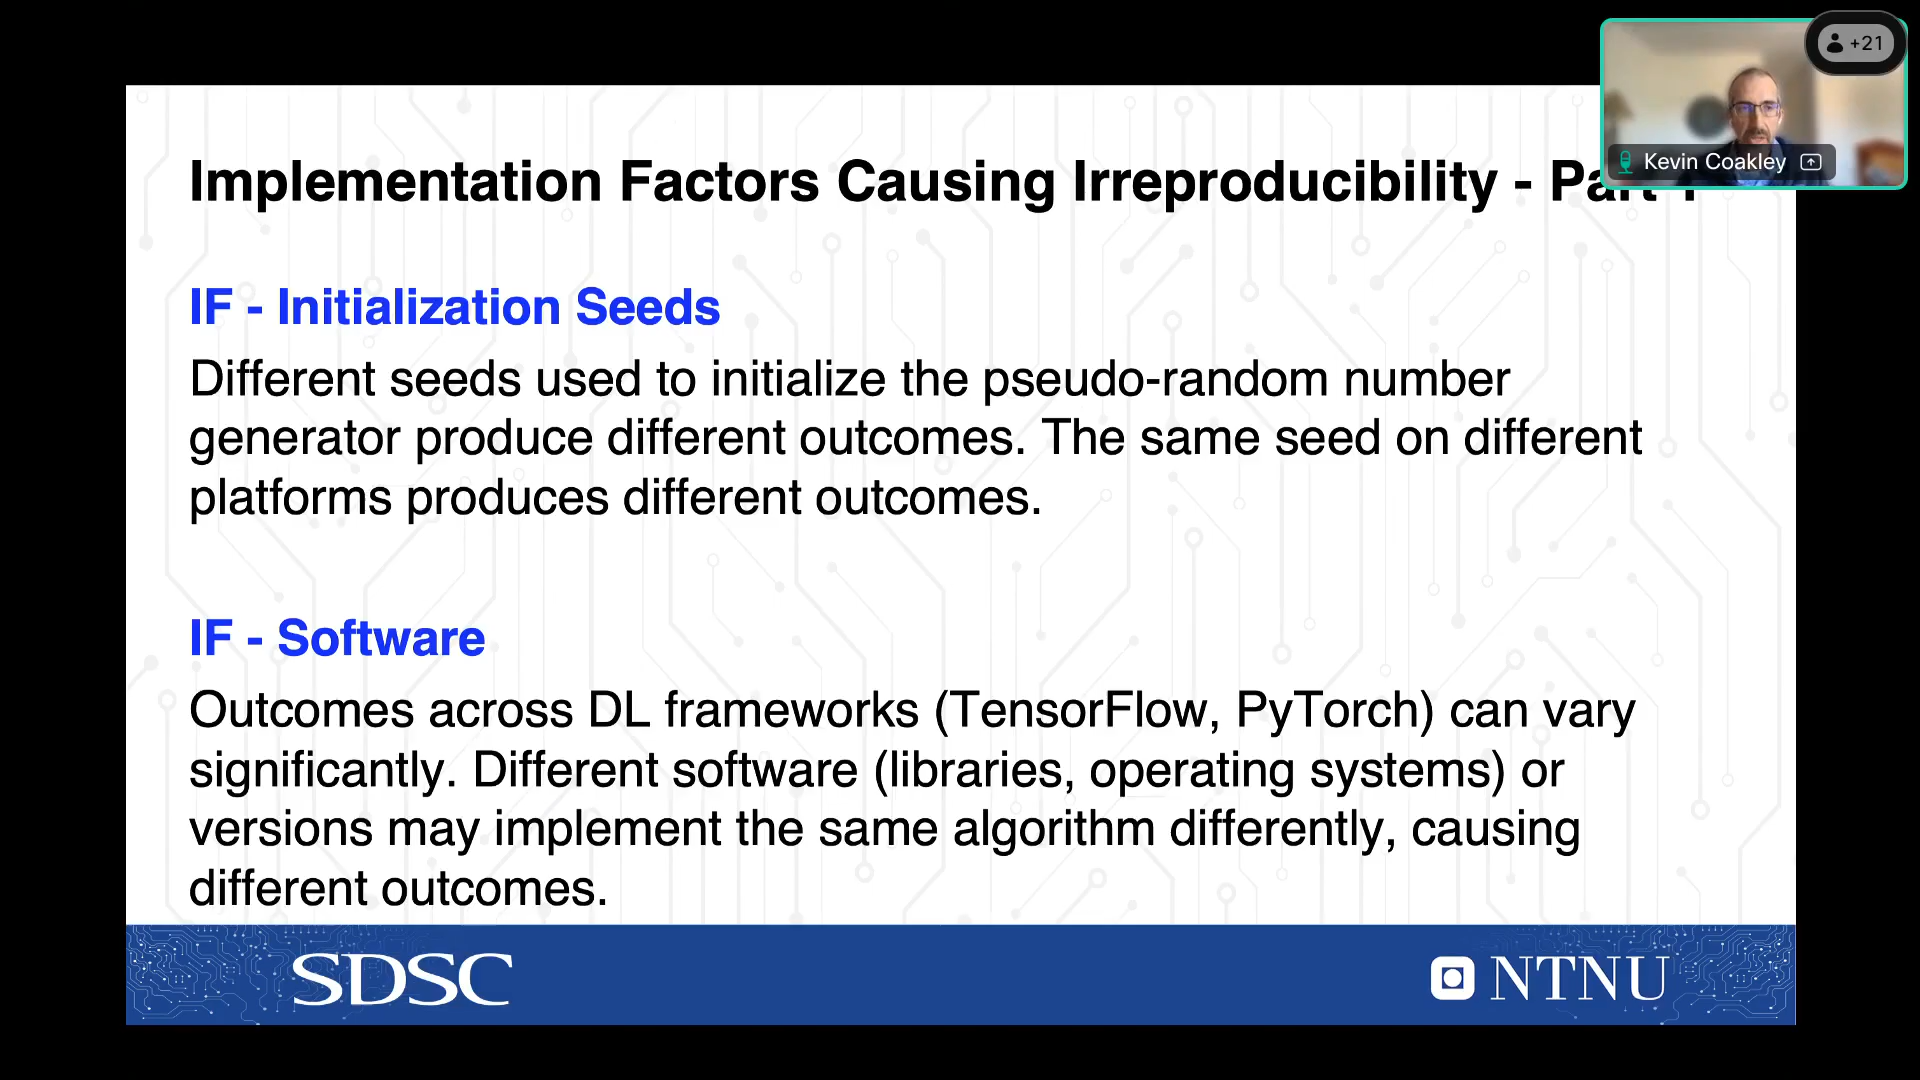 +21
Kevin Coakley
Implementation Factors Causing Irreproducibility -
IF - Initialization Seeds
Different seeds used to initialize the pseudo-random number
generator produce different outcomes. The same seed on different
platforms produces different outcomes.
IF - Software
Outcomes across DL frameworks (TensorFlow, PyTorch) can vary
significantly. Different software (libraries, operating systems) or
versions may implement the same algorithm differently, causing
different outcomes.
SDSC
NTNU